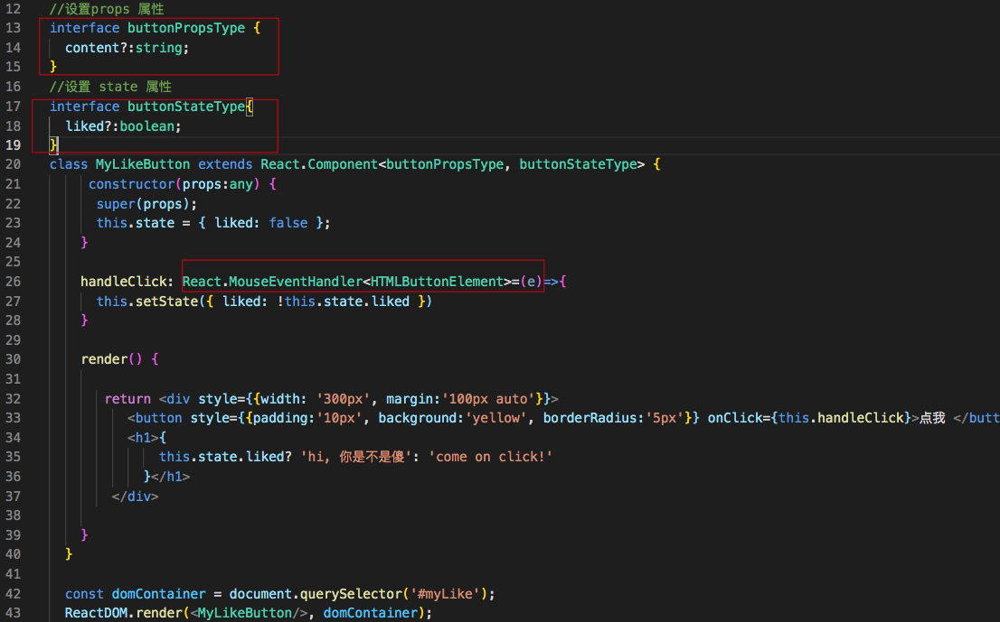 12 //设置props 属性
13 interface buttonPropsType {
14 content?:string;
15 }
16 //设置 state 属性
17 interface buttonStateType{
18 liked?:boolean;
19 }
20 class MyLikeButton extends React.Component<buttonPropsType, buttonStateType> {
21 constructor(props:any) {
22 super(props);
23 this.state = { liked: false };
24 }
25
26 handleClick: React.MouseEventHandler<HTMLButtonElement>=(e)=>{
27 this.setState({ liked: !this.state.liked })
28 }
29
30 render() {
31
32 return <div style={{width: '300px', margin:'100px auto'}}>
33 <button style={{padding:'10px', background:'yellow', borderRadius:'5px'}} onClick={this.handleClick}>点我 </butt
34 <h1>{
35 this.state.liked? 'hi, 你是不是傻': 'come on click!'
36 }</h1>
37 </div>
38
39 }
40 }
41
42 const domContainer = document.querySelector('#myLike');
43 ReactDOM.render(<MyLikeButton/>, domContainer);